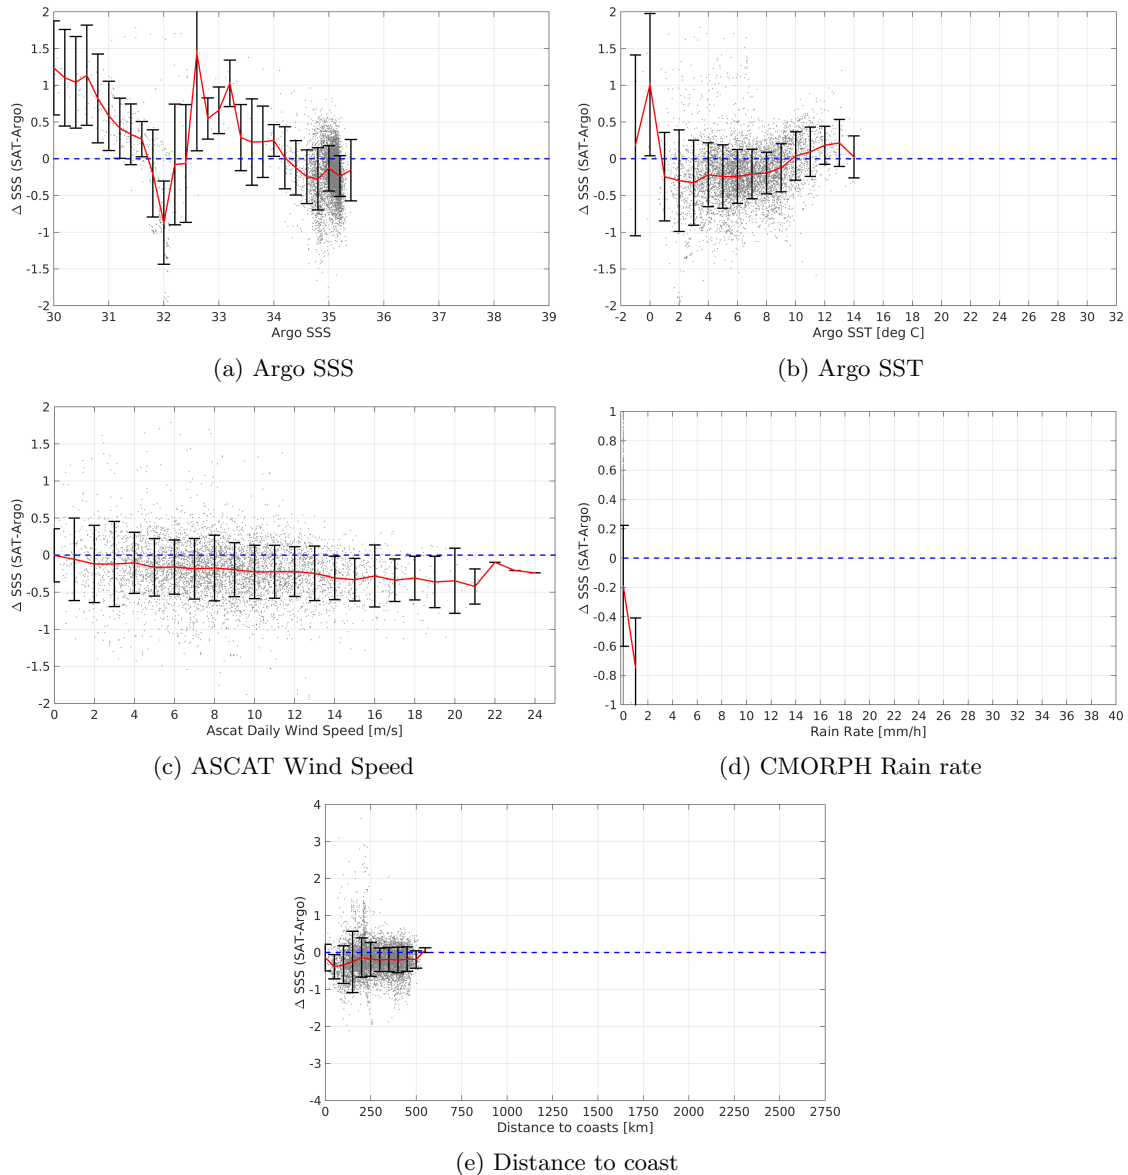 2
1.5
1
0.5
0
-0.5
-1
-1.5
-2
Δ SSS (SAT-Argo)
30 31 32 33 34 35 36 37 38 39
Argo SSS
(a) Argo SSS
2
1.5
1
0.5
0
-0.5
-1
-1.5
-2
Δ SSS (SAT-Argo)
-2 0 2 4 6 8 10 12 14 16 18 20 22 24 26 28 30 32
Argo SST [deg C]
(b) Argo SST
2
1.5
1
0.5
0
-0.5
-1
-1.5
-2
Δ SSS (SAT-Argo)
0 2 4 6 8 10 12 14 16 18 20 22 24
Ascat Daily Wind Speed [m/s]
(c) ASCAT Wind Speed
1
0.8
0.6
0.4
0.2
0
-0.2
-0.4
-0.6
-0.8
-1
Δ SSS (SAT-Argo)
0 2 4 6 8 10 12 14 16 18 20 22 24 26 28 30 32 34 36 38 40
Rain Rate [mm/h]
(d) CMORPH Rain rate
4
3
2
1
0
-1
-2
-3
-4
Δ SSS (SAT-Argo)
0 250 500 750 1000 1250 1500 1750 2000 2250 2500 2750
Distance to coasts [km]
(e) Distance to coast